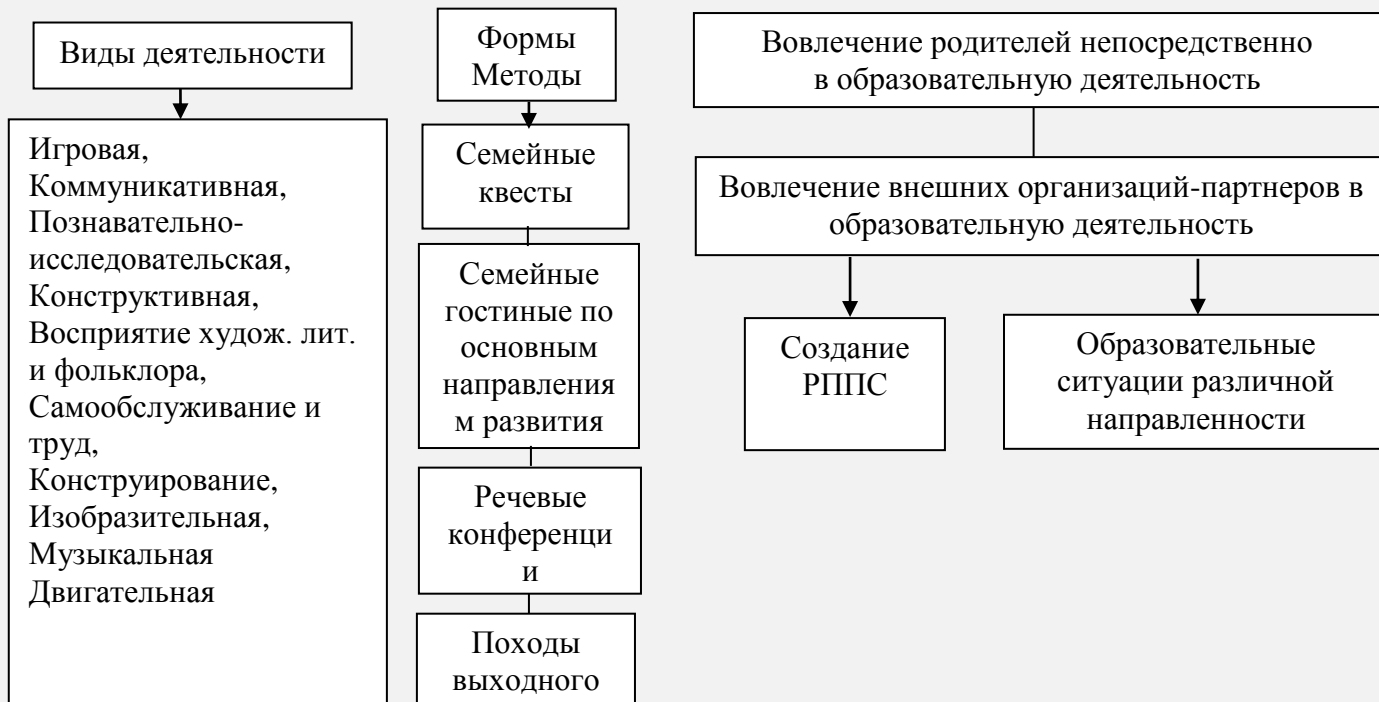 Виды деятельности
Игровая,
Коммуникативная,
Познавательно-
исследовательская,
Конструктивная,
Восприятие худож. лит.
и фольклора,
Самообслуживание и
труд,
Конструирование,
Изобразительная,
Музыкальная
Двигательная
Формы
Методы
Семейные
квесты
Семейные
гостиные по
основным
направления
м развития
Речевые
конференци
и
Походы
выходного
Вовлечение родителей непосредственно
в образовательную деятельность
Вовлечение внешних организаций-партнеров в
образовательную деятельность
Создание
РППС
Образовательные
ситуации различной
направленности